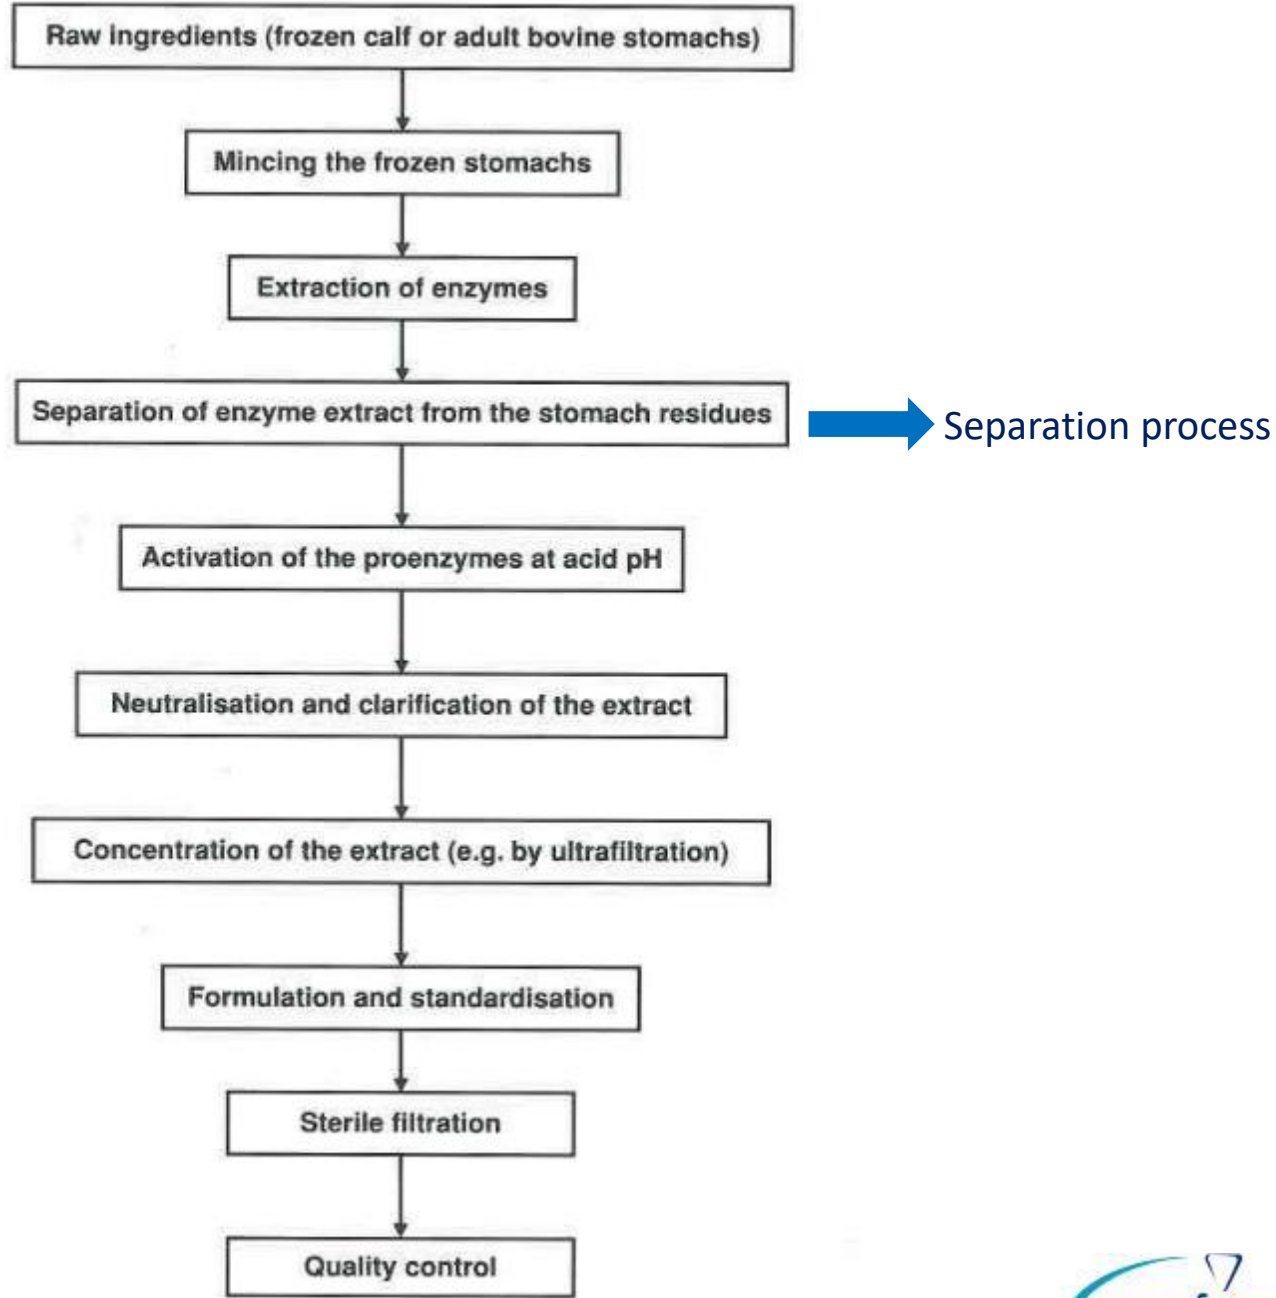 Raw ingredients (frozen calf or adult bovine stomachs)
Mincing the frozen stomachs
Extraction of enzymes
Separation of enzyme extract from the stomach residues
Separation process
Activation of the proenzymes at acid pH
Neutralisation and clarification of the extract
Concentration of the extract (e.g. by ultrafiltration)
Formulation and standardisation
Sterile filtration
Quality control